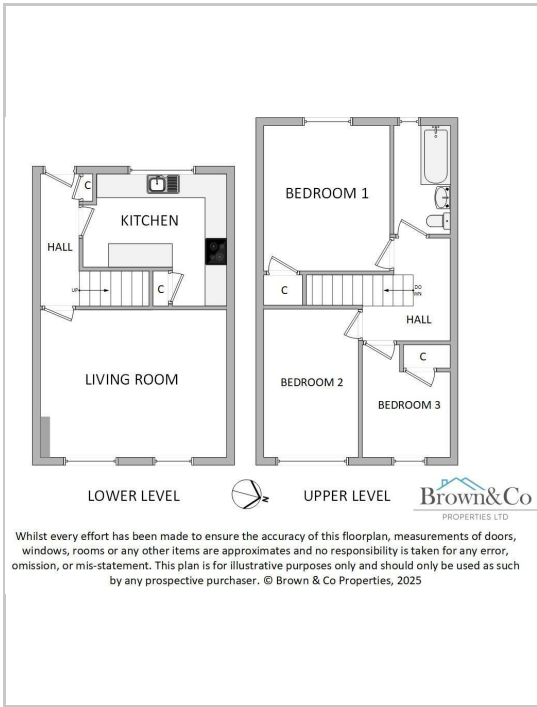 C
KITCHEN
HALL
UP
C
LIVING ROOM
BEDROOM 1
C
DO
WN
HALL
C
BEDROOM 2
BEDROOM 3
LOWER LEVEL
N
UPPER LEVEL
Brown&Co
PROPERTIES LTD
Whilst every effort has been made to ensure the accuracy of this floorplan, measurements of doors,
windows, rooms or any other items are approximates and no responsibility is taken for any error,
omission, or mis-statement. This plan is for illustrative purposes only and should only be used as such
by any prospective purchaser. © Brown & Co Properties, 2025